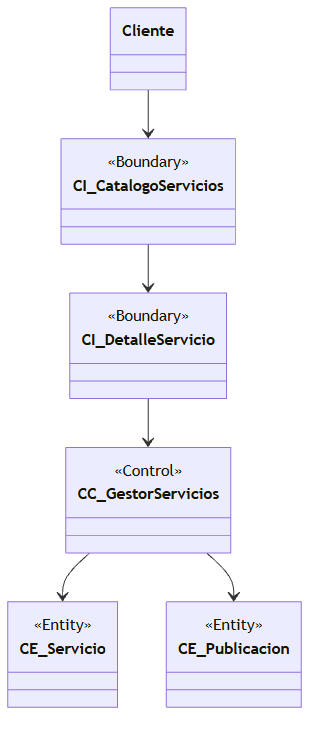 Cliente
«Boundary»
CI_CatalogoServicios
«Boundary»
CI_DetalleServicio
«Control»
CC_GestorServicios
«Entity»
CE_Servicio
«Entity»
CE_Publicacion